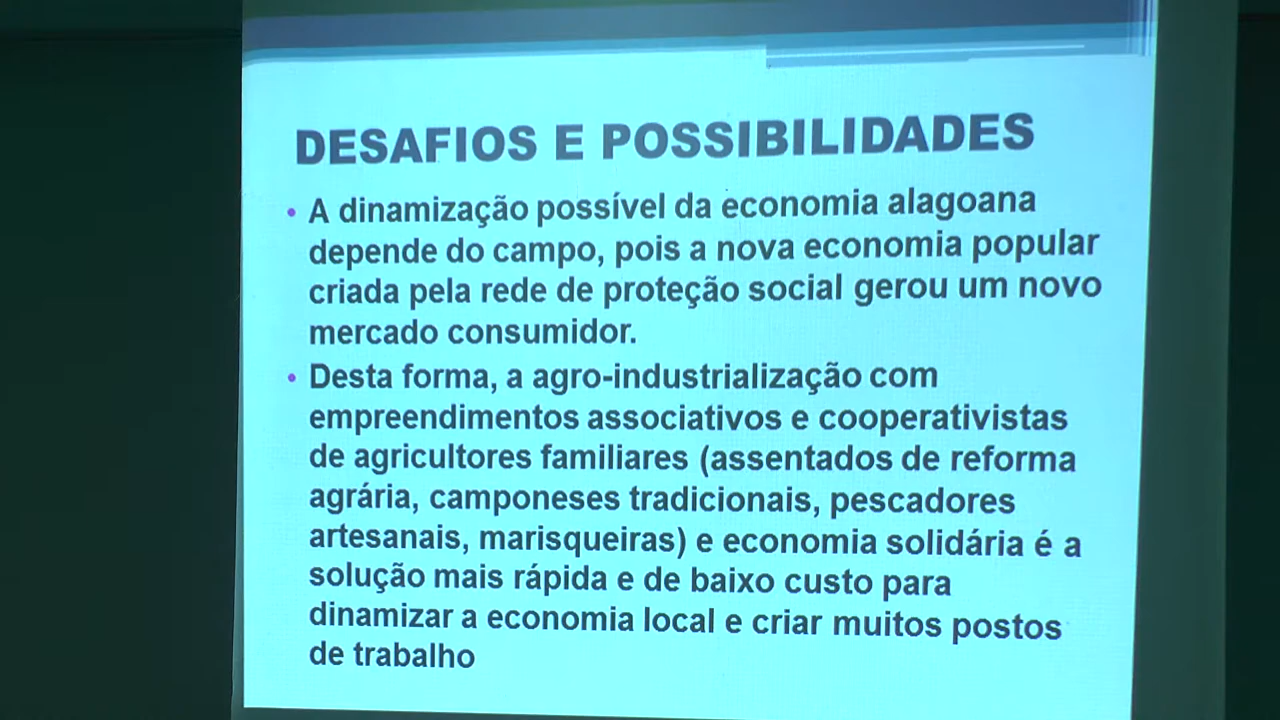 DESAFIOS E POSSIBILIDADES
• A dinamização possível da economia alagoana
depende do campo, pois a nova economia popular
criada pela rede de proteção social gerou um novo
mercado consumidor.
• Desta forma, a agro-industrialização com
empreendimentos associativos e cooperativistas
de agricultores familiares (assentados de reforma
agrária, camponeses tradicionais, pescadores
artesanais, marisqueiras) e economia solidária é a
solução mais rápida e de baixo custo para
dinamizar a economia local e criar muitos postos
de trabalho